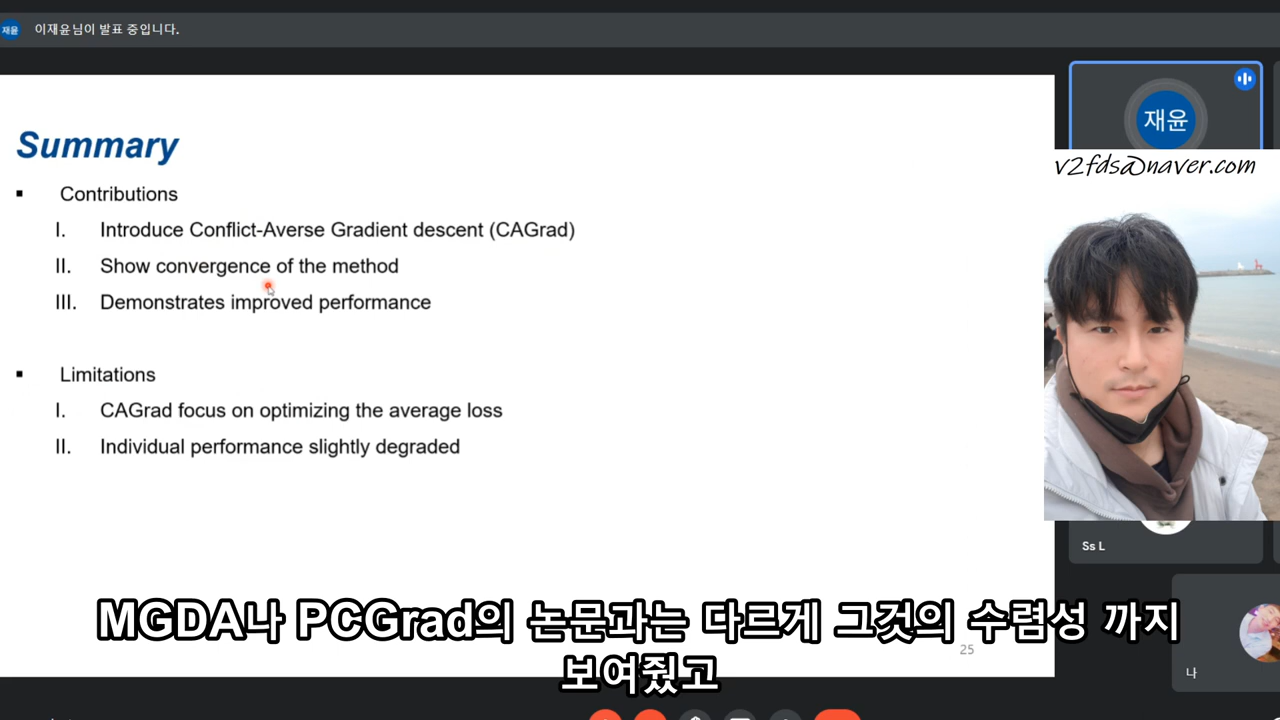 재윤
이재윤님이 발표 중입니다.
재윤
v2fds@naver.com
Summary
▪ Contributions
I. Introduce Conflict-Averse Gradient descent (CAGrad)
II. Show convergence of the method
III. Demonstrates improved performance
▪ Limitations
I. CAGrad focus on optimizing the average loss
II. Individual performance slightly degraded
Ss L
MGDA나 PCGrad의 논문과는 다르게 그것의 수렴성 까지
보여줬고
25
나